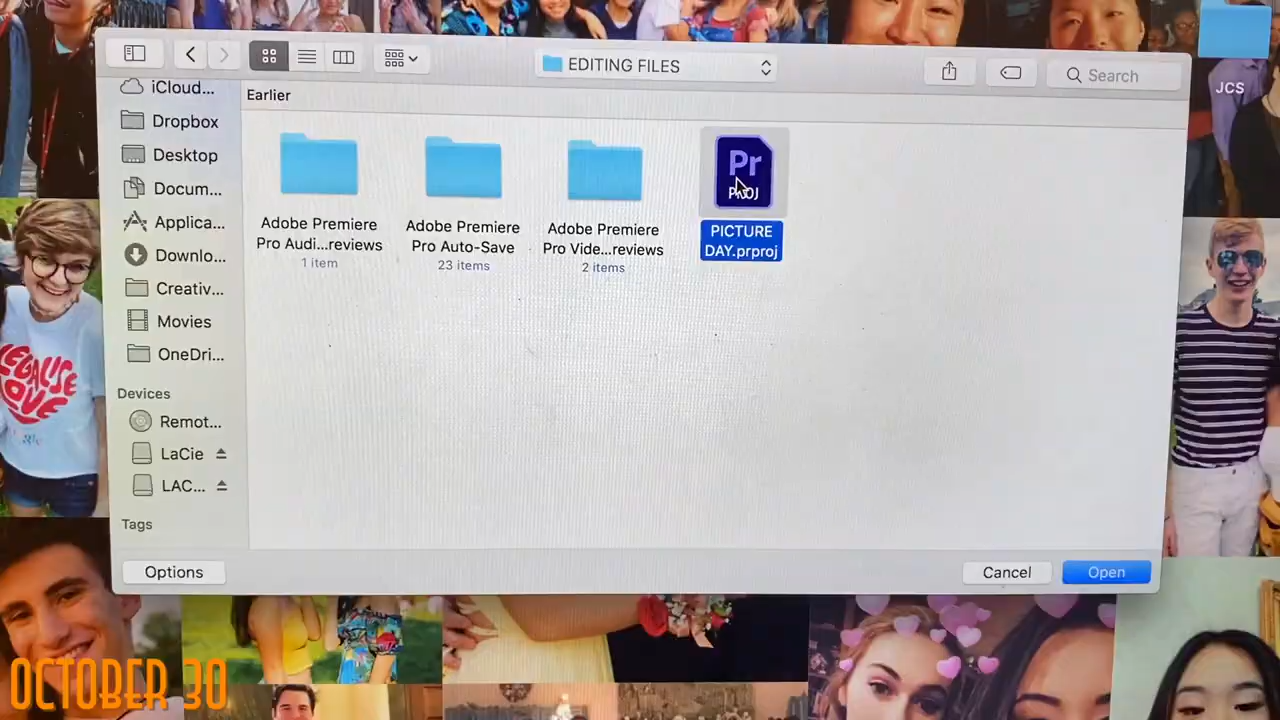 EDITING FILES
Search
JCS
iCloud...
Earlier
Dropbox
Desktop
Docum...
Applica...
Downlo...
Creativ...
Movies
OneDri...
Devices
Remot...
LaCie
LAC...
Tags
Adobe Premiere
Pro Audi...reviews
1 item
Adobe Premiere
Pro Auto-Save
23 items
Adobe Premiere
Pro Vide...reviews
2 items
Pr
PROJ
PICTURE
DAY.prproj
LEGALISE
LOVE
Options
Cancel
Open
OCTOBER 30